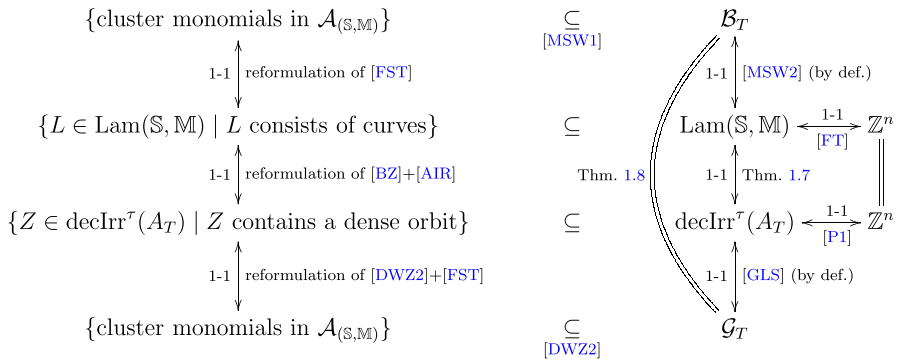 {cluster monomials in 𝒜_(𝕊,𝕄)} ⊆ ℬ_T
[MSW1]
1-1 reformulation of [FST] 1-1 [MSW2] (by def.)
{L ∈ Lam(𝕊, 𝕄) | L consists of curves} ⊆ Lam(𝕊, 𝕄) 1-1 ℤⁿ
[FT]
1-1 reformulation of [BZ]+[AIR] Thm. 1.8 1-1 Thm. 1.7
{Z ∈ decIrr^τ(A_T) | Z contains a dense orbit} ⊆ decIrr^τ(A_T) 1-1 ℤⁿ
[P1]
1-1 reformulation of [DWZ2]+[FST] 1-1 [GLS] (by def.)
{cluster monomials in 𝒜_(𝕊,𝕄)} ⊆ 𝒢_T
[DWZ2]